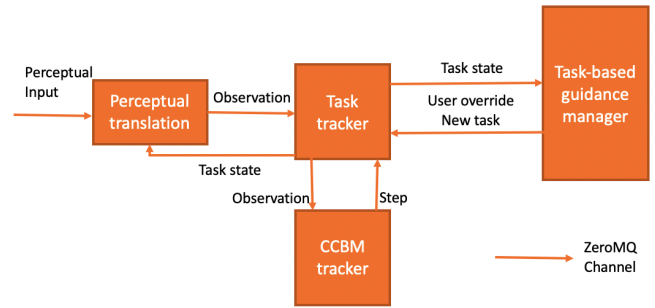 Perceptual
Input
Perceptual
translation
Observation
Task
tracker
Task state
User override
New task
Task-based
guidance
manager
Task state
Observation
Step
CCBM
tracker
ZeroMQ
Channel